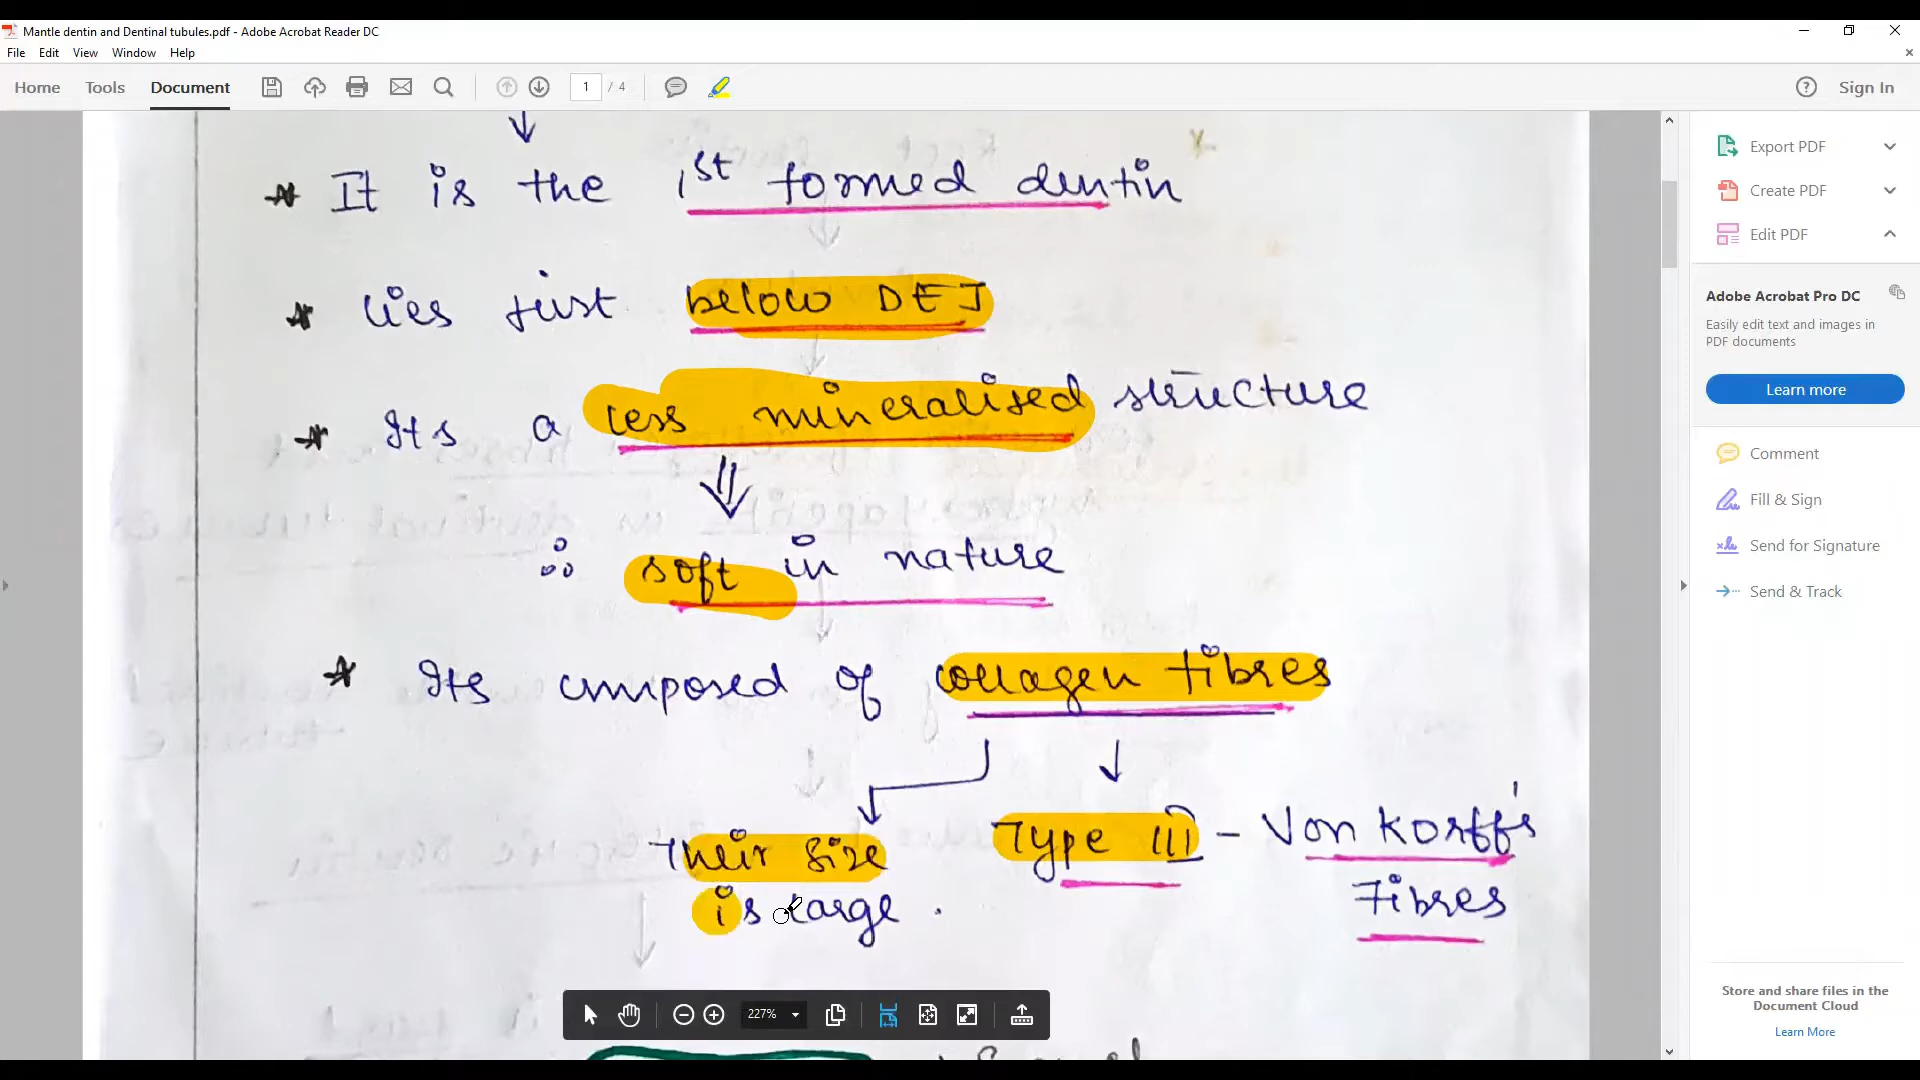 Mantle dentin and Dentinal tubules.pdf - Adobe Acrobat Reader DC
File Edit View Window Help
Home Tools Document 1 / 4 Sign In
It is the 1st formed dentin
lies just below DEJ
Its a less mineralised structure
∴ soft in nature
Its composed of collagen fibres
Their size is large.
Type III - Von Korff's Fibres
227%
Export PDF
Create PDF
Edit PDF
Adobe Acrobat Pro DC
Easily edit text and images in
PDF documents
Learn more
Comment
Fill & Sign
Send for Signature
Send & Track
Store and share files in the
Document Cloud
Learn More